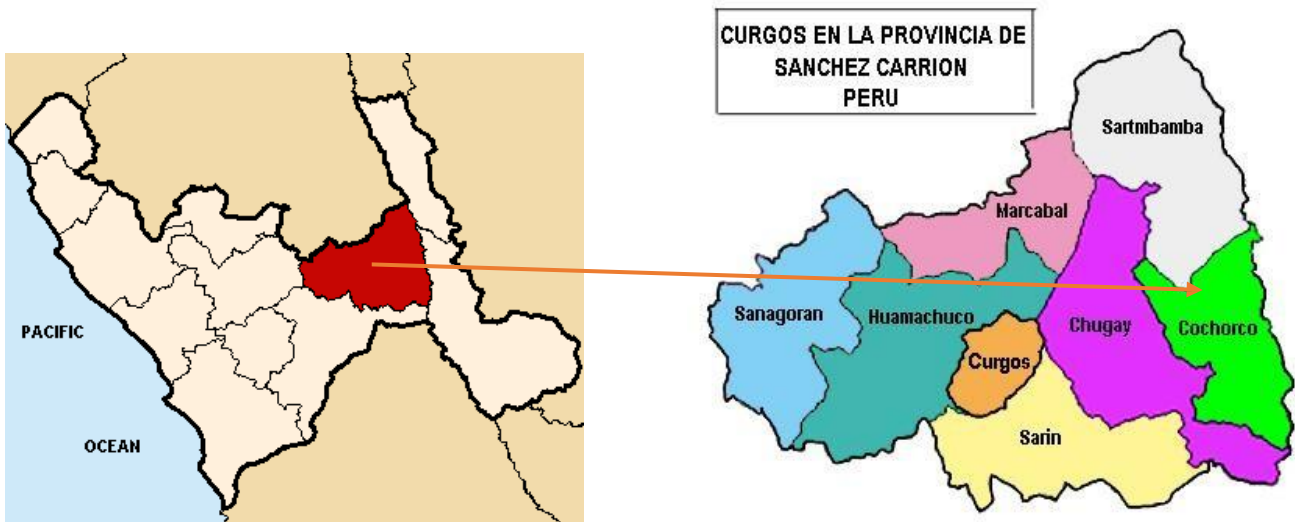 CURGOS EN LA PROVINCIA DE
SANCHEZ CARRION
PERU
PACIFIC
OCEAN
Sartmbamba
Marcabal
Sanagoran
Huamachuco
Chugay
Cochorco
Curgos
Sarin